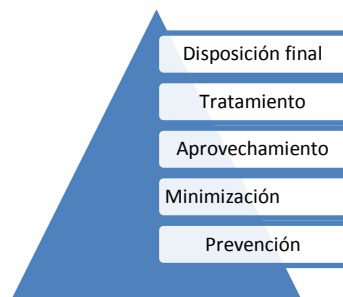 Disposición final
Tratamiento
Aprovechamiento
Minimización
Prevención